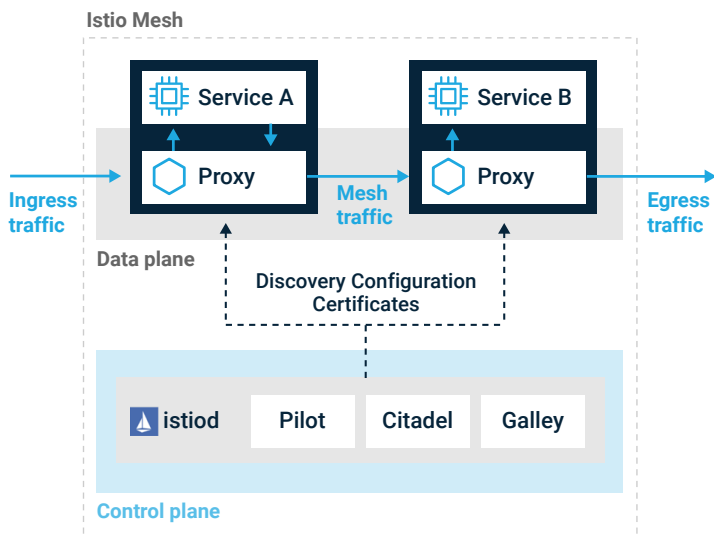 Istio Mesh
Service A
Service B
Proxy
Proxy
Ingress
traffic
Mesh
traffic
Egress
traffic
Data plane
Discovery Configuration
Certificates
istiod
Pilot
Citadel
Galley
Control plane